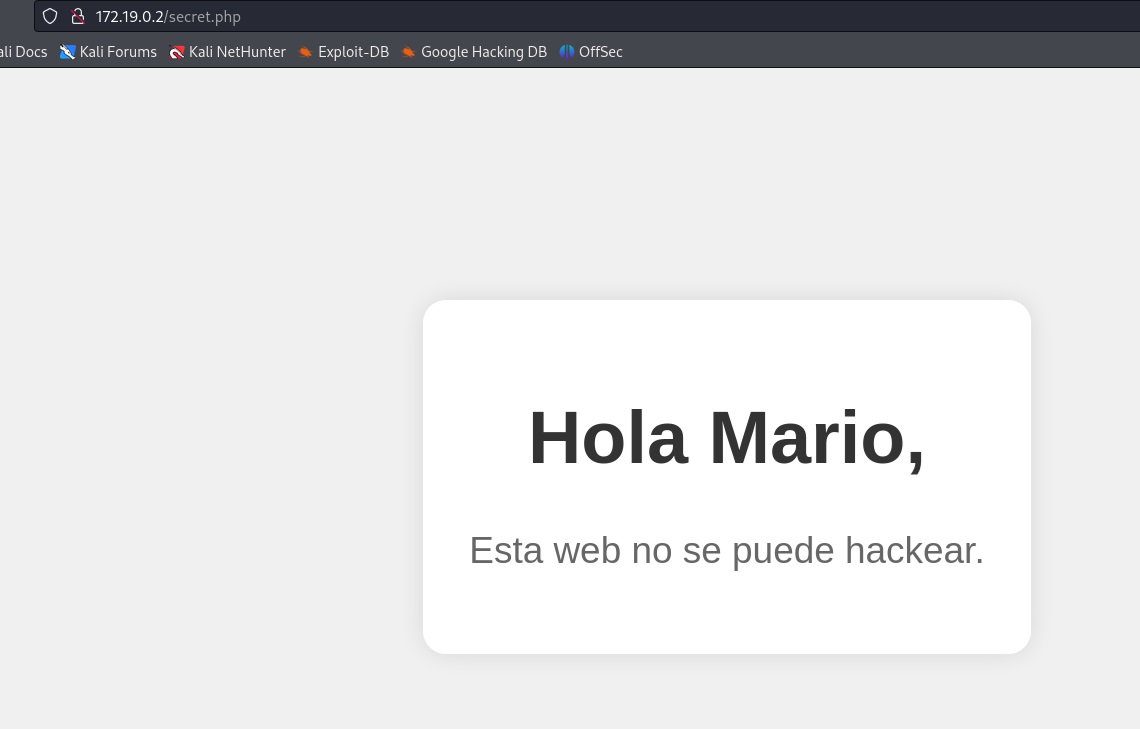 172.19.0.2/secret.php
ali Docs Kali Forums Kali NetHunter Exploit-DB Google Hacking DB OffSec
Hola Mario,
Esta web no se puede hackear.